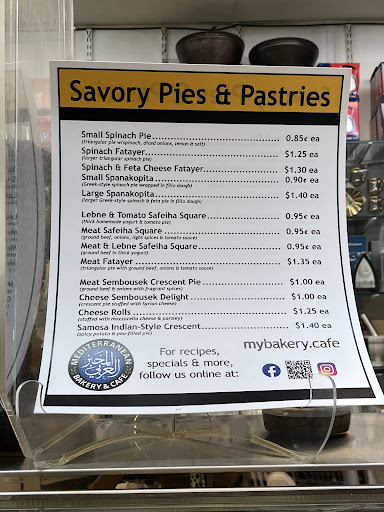 Savory Pies & Pastries
Small Spinach Pie........................................ 0.85¢ ea
(triangular pie w/spinach, diced onions, lemon & salt)
Spinach Fatayer........................................... $1.25 ea
(larger triangular spinach pie)
Spinach & Feta Cheese Fatayer................... $1.30 ea
Small Spanakopita........................................ 0.90¢ ea
(Greek-style spinach pie wrapped in fillo dough)
Large Spanakopita........................................ $1.40 ea
(larger Greek-style spinach & feta pie in fillo dough)
Lebne & Tomato Safeiha Square................. 0.95¢ ea
(thick homemade yogurt & tomato pie)
Meat Safeiha Square .................................... 0.95¢ ea
(ground beef, onions, light spices & tomato sauce)
Meat & Lebne Safeiha Square...................... 0.95¢ ea
(ground beef w thick yogurt)
Meat Fatayer ................................................ $1.35 ea
(triangular pie with ground beef, onions & tomato sauce)
Meat Sembousek Crescent Pie..................... $1.00 ea
(ground beef & onions with fragrant spices)
Cheese Sembousek Delight.......................... $1.00 ea
(crescent pie stuffed with Syrian cheese)
Cheese Rolls ................................................ $1.25 ea
(stuffed with mozzarella cheese & parsley)
Samosa Indian-Style Crescent..................... $1.40 ea
(spicy potato & pea-filled pie)
MEDITERRANEAN
BAKERY & CAFE
For recipes,
specials & more,
follow us online at:
mybakery.cafe